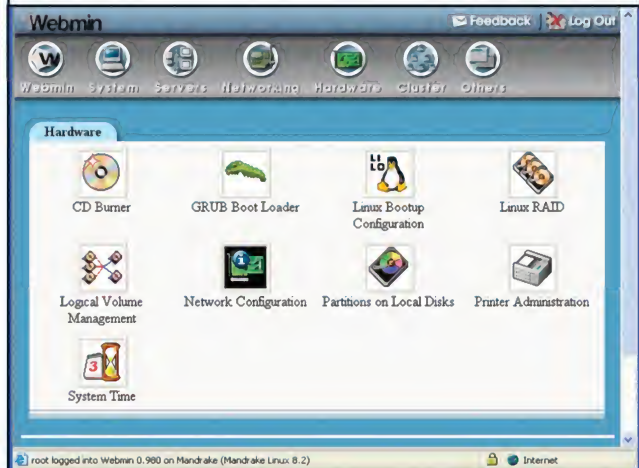 Webmin
Feedback | Log Out
W
Webmin System Servers Networking Hardware Cluster Others
Hardware
CD Burner GRUB Boot Loader Linux Bootup Configuration Linux RAID
LILO
Logical Volume Management Network Configuration Partitions on Local Disks Printer Administration
3
System Time
root logged into Webmin 0.980 on Mandrake (Mandrake Linux 8.2) Internet